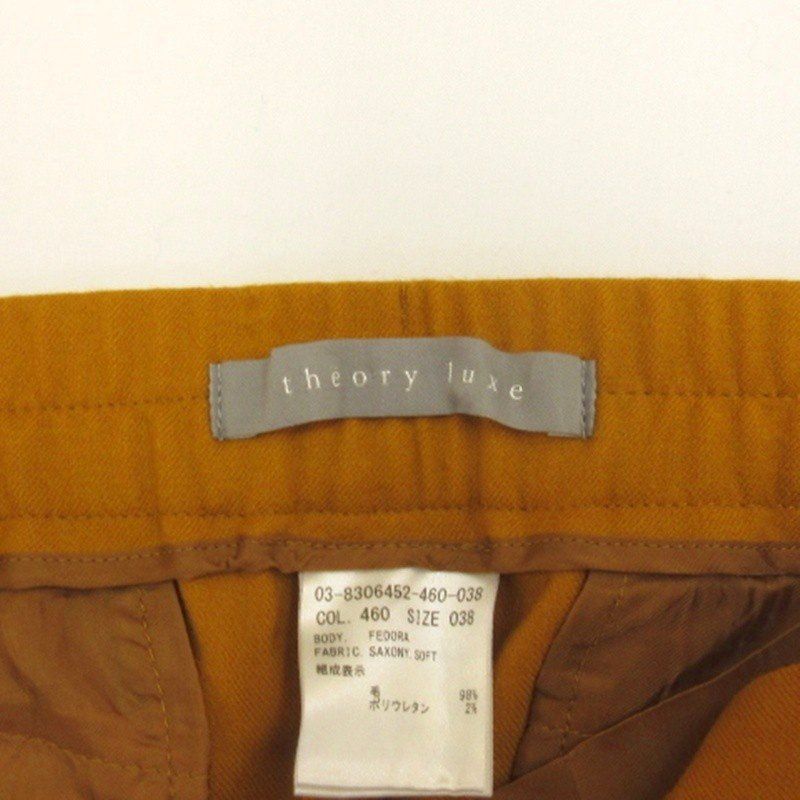 theory luxe
03-8306452-460-038
COL. 460 SIZE 038
BODY. FEDORA
FABRIC. SAXONY.SOFT
組成表示
毛 98%
ポリウレタン 2%